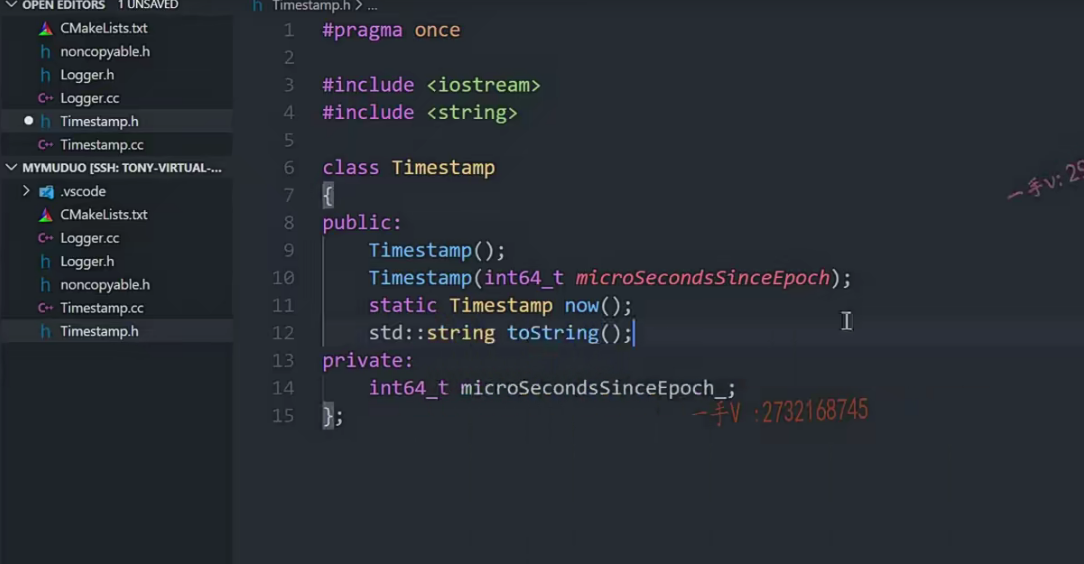 OPEN EDITORS 1 UNSAVED
CMakeLists.txt
noncopyable.h
Logger.h
Logger.cc
Timestamp.h
Timestamp.cc
MYMUDUO [SSH: TONY-VIRTUAL-...
.vscode
CMakeLists.txt
Logger.cc
Logger.h
noncopyable.h
Timestamp.cc
Timestamp.h
Timestamp.h > ...
1 #pragma once
2
3 #include <iostream>
4 #include <string>
5
6 class Timestamp
7 {
8 public:
9 Timestamp();
10 Timestamp(int64_t microSecondsSinceEpoch);
11 static Timestamp now();
12 std::string toString();
13 private:
14 int64_t microSecondsSinceEpoch_;
15 };
一手v: 29
一手V :2732168745